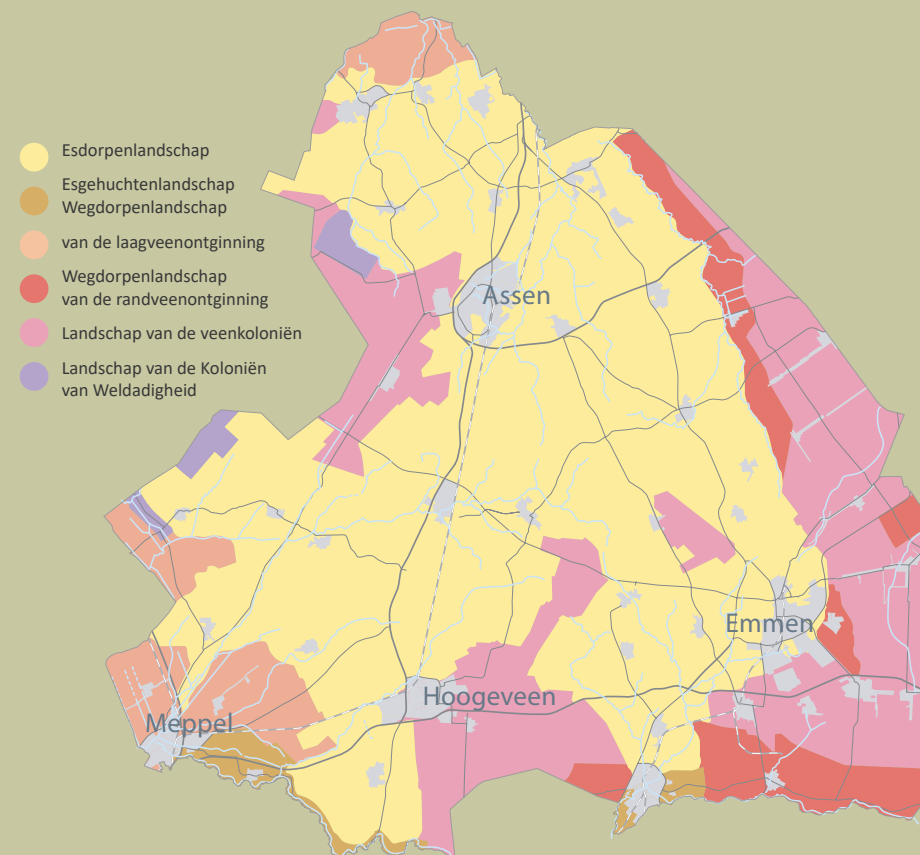 Esdorpenlandschap
Esgehuchtenlandschap
Wegdorpenlandschap
van de laagveenontginning
Wegdorpenlandschap
van de randveenontginning
Landschap van de veenkoloniën
Landschap van de Koloniën
van Weldadigheid
Assen
Emmen
Hoogeveen
Meppel